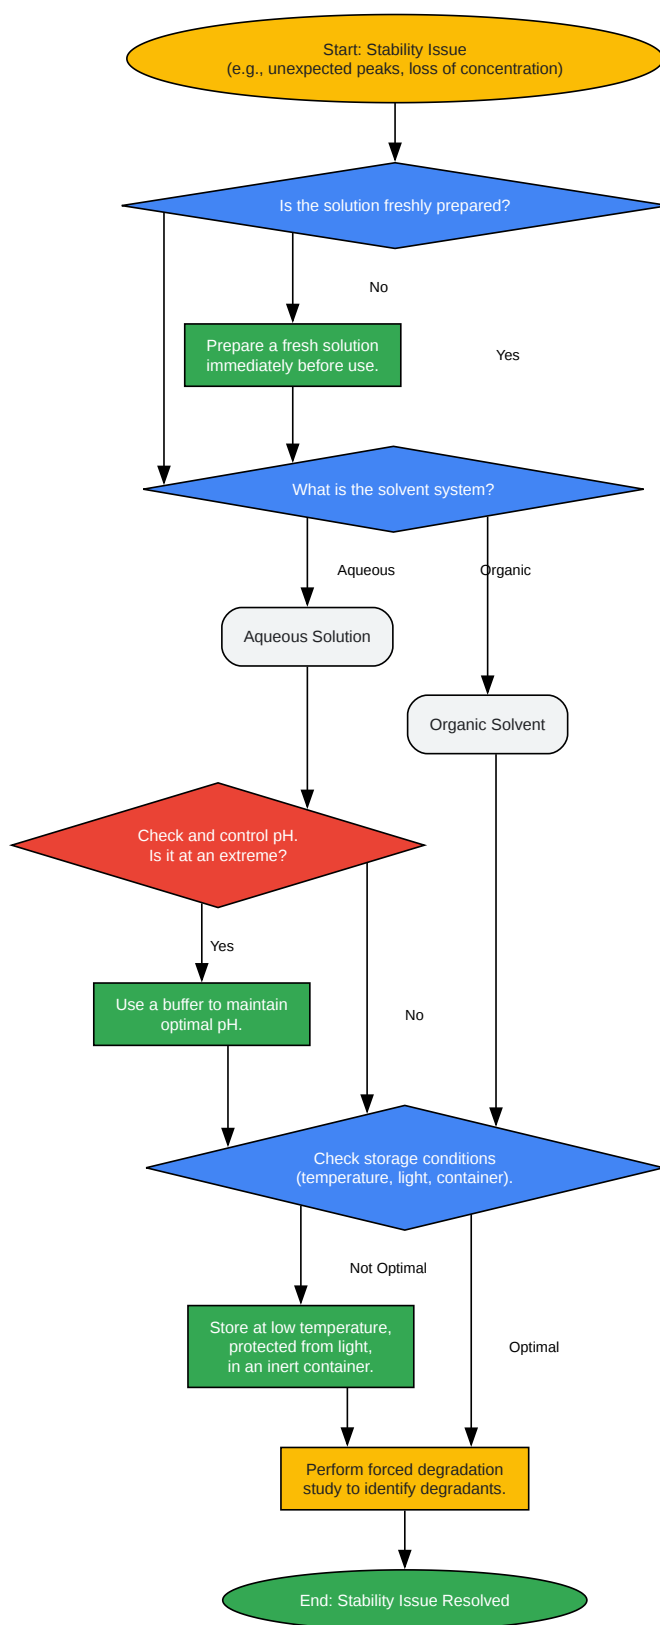 Start: Stability Issue
(e.g., unexpected peaks, loss of concentration)
Is the solution freshly prepared?
No
Prepare a fresh solution
immediately before use.
Yes
What is the solvent system?
Aqueous
Organic
Aqueous Solution
Organic Solvent
Check and control pH.
Is it at an extreme?
Yes
Use a buffer to maintain
optimal pH.
No
Check storage conditions
(temperature, light, container).
Not Optimal
Store at low temperature,
protected from light,
in an inert container.
Optimal
Perform forced degradation
study to identify degradants.
End: Stability Issue Resolved